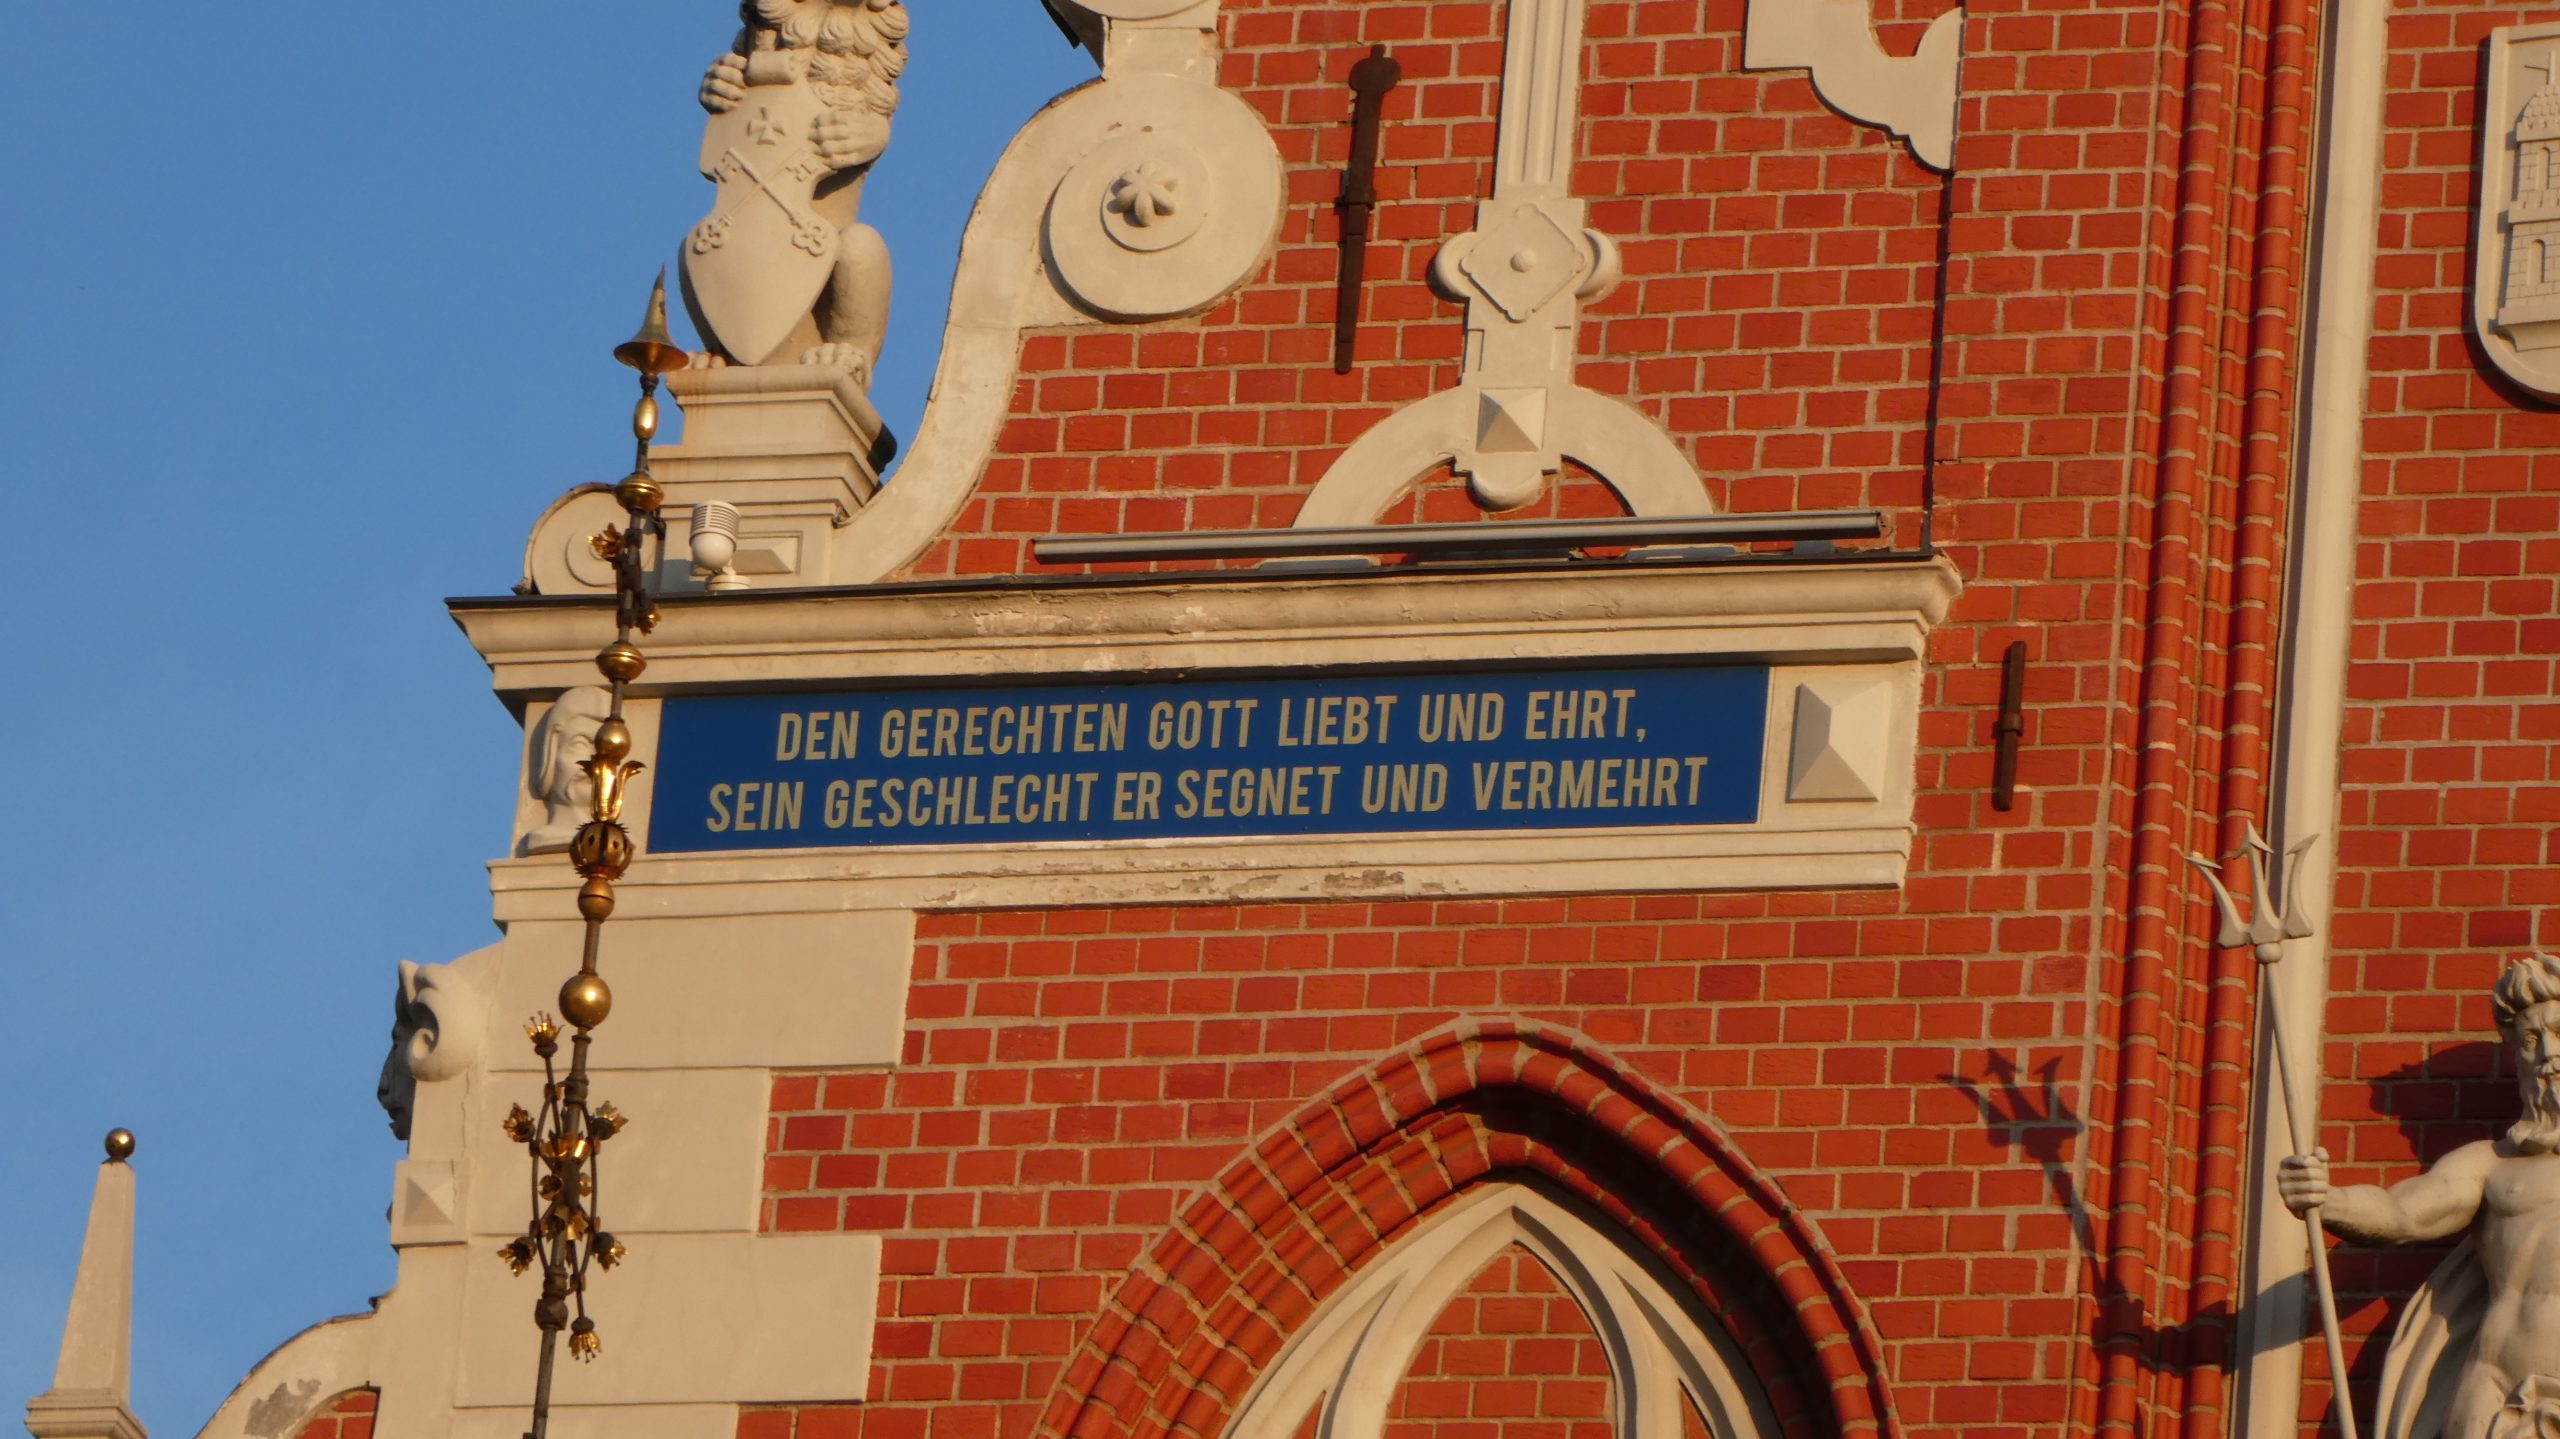 DEN GERECHTEN GOTT LIEBT UND EHRT,
SEIN GESCHLECHT ER SEGNET UND VERMEHRT